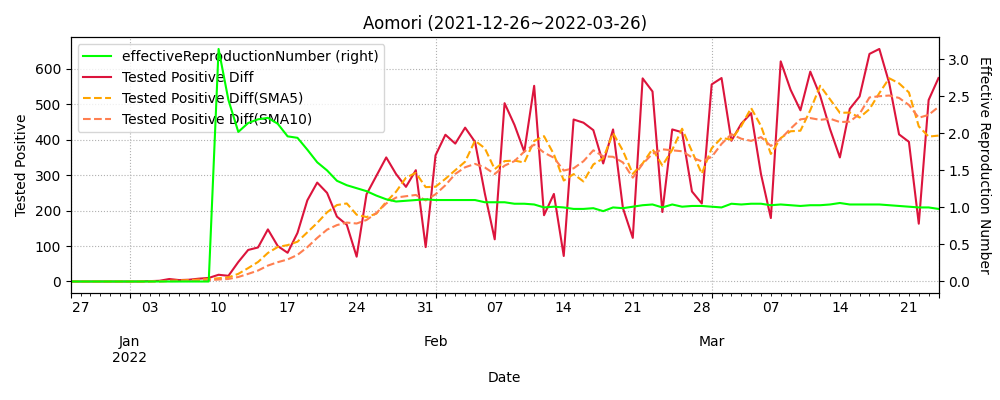 Aomori (2021-12-26~2022-03-26)
effectiveReproductionNumber (right)
Tested Positive Diff
Tested Positive Diff(SMA5)
Tested Positive Diff(SMA10)
Tested Positive
600
500
400
300
200
100
0
3.0
2.5
2.0
1.5
1.0
0.5
0.0
Effective Reproduction Number
27 03 10 17 24 31 07 14 21 28 07 14 21
Jan Feb Mar
2022
Date